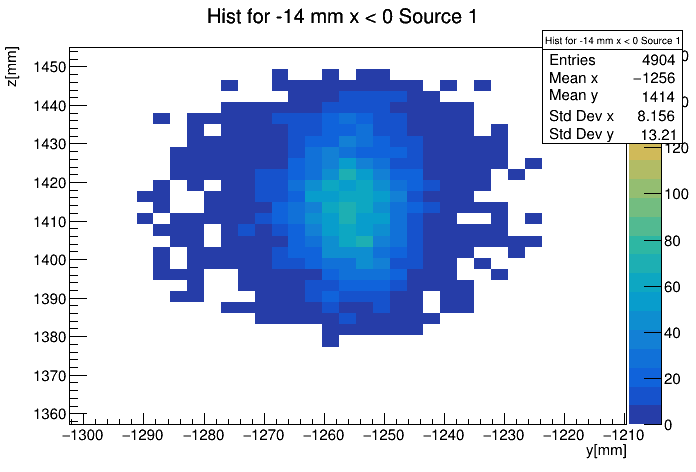 Hist for -14 mm x < 0 Source 1
z[mm]
Hist for -14 mm x < 0 Source 1
Entries 4904
Mean x −1256
Mean y 1414
Std Dev x 8.156
Std Dev y 13.21
1450
1440
1430
1420
1410
1400
1390
1380
1370
1360
120
100
80
60
40
20
0
−1300 −1290 −1280 −1270 −1260 −1250 −1240 −1230 −1220 −1210
y[mm]